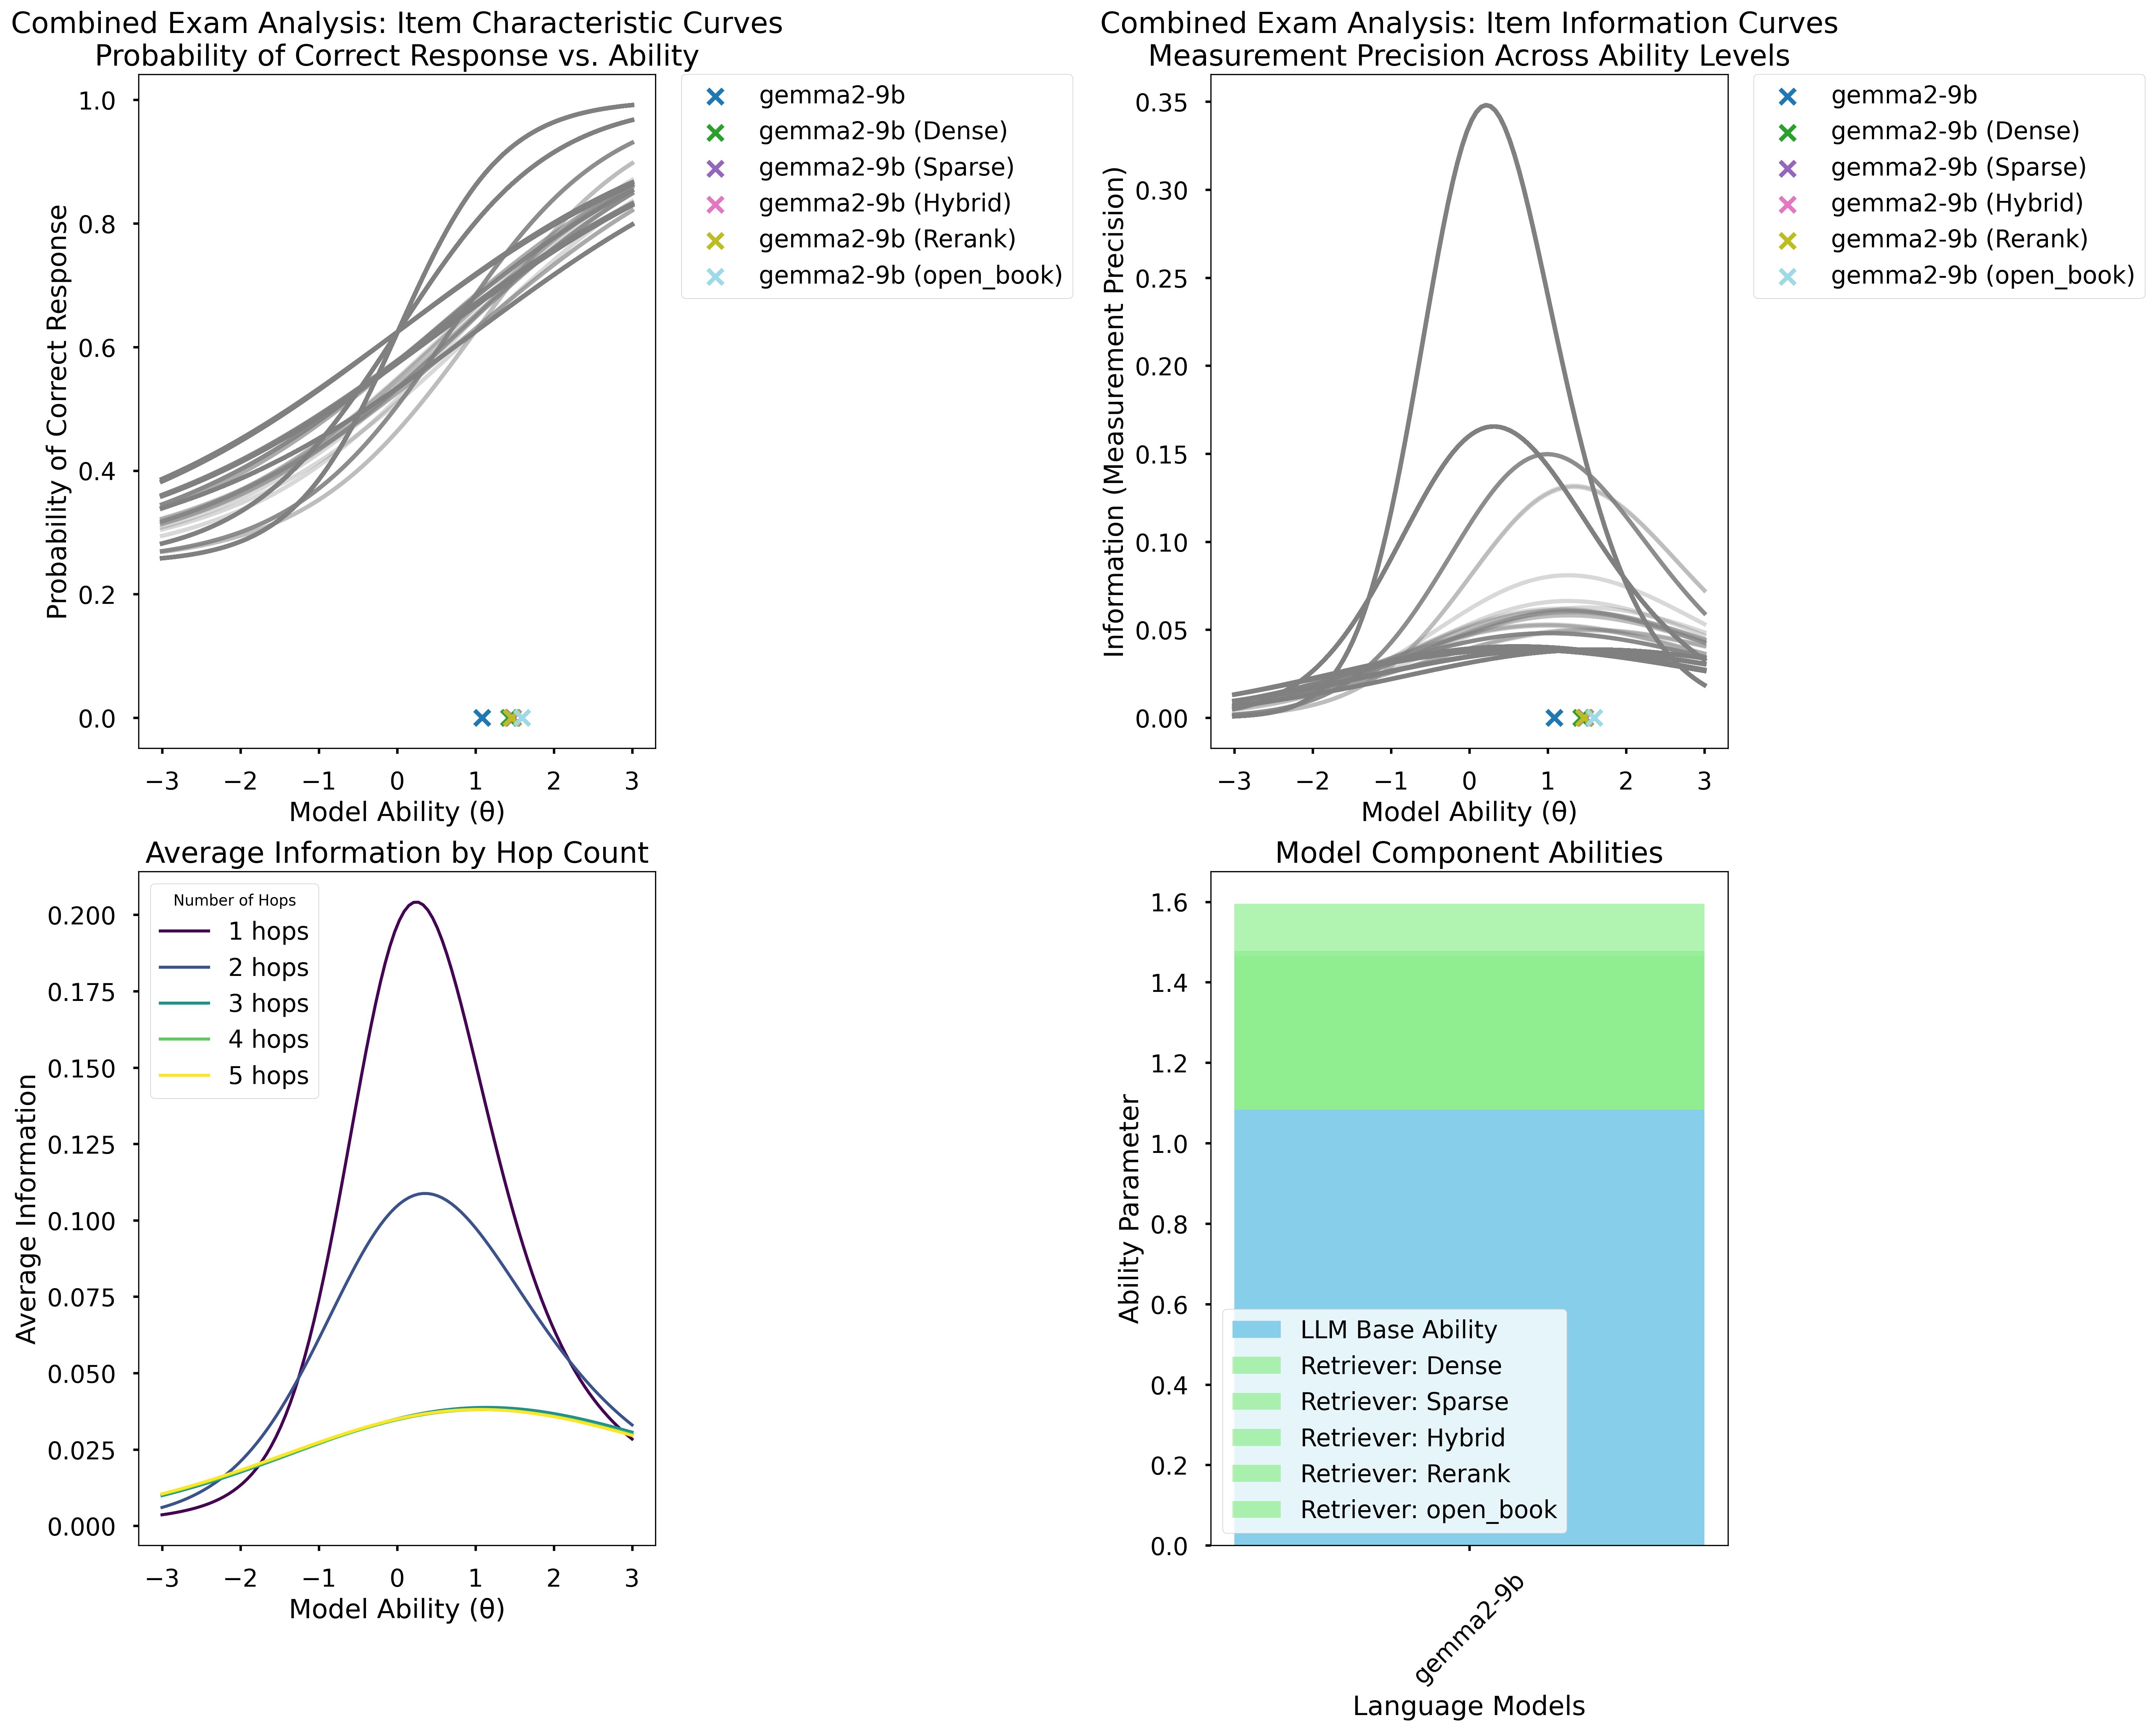 Combined Exam Analysis: Item Characteristic Curves
Probability of Correct Response vs. Ability
1.0
0.8
0.6
0.4
0.2
0.0
Probability of Correct Response
−3 −2 −1 0 1 2 3
Model Ability (θ)
gemma2-9b
gemma2-9b (Dense)
gemma2-9b (Sparse)
gemma2-9b (Hybrid)
gemma2-9b (Rerank)
gemma2-9b (open_book)
Combined Exam Analysis: Item Information Curves
Measurement Precision Across Ability Levels
0.35
0.30
0.25
0.20
0.15
0.10
0.05
0.00
Information (Measurement Precision)
−3 −2 −1 0 1 2 3
Model Ability (θ)
gemma2-9b
gemma2-9b (Dense)
gemma2-9b (Sparse)
gemma2-9b (Hybrid)
gemma2-9b (Rerank)
gemma2-9b (open_book)
Average Information by Hop Count
0.200
0.175
0.150
0.125
0.100
0.075
0.050
0.025
0.000
Average Information
Number of Hops
1 hops
2 hops
3 hops
4 hops
5 hops
−3 −2 −1 0 1 2 3
Model Ability (θ)
Model Component Abilities
1.6
1.4
1.2
1.0
0.8
0.6
0.4
0.2
0.0
Ability Parameter
LLM Base Ability
Retriever: Dense
Retriever: Sparse
Retriever: Hybrid
Retriever: Rerank
Retriever: open_book
gemma2-9b
Language Models